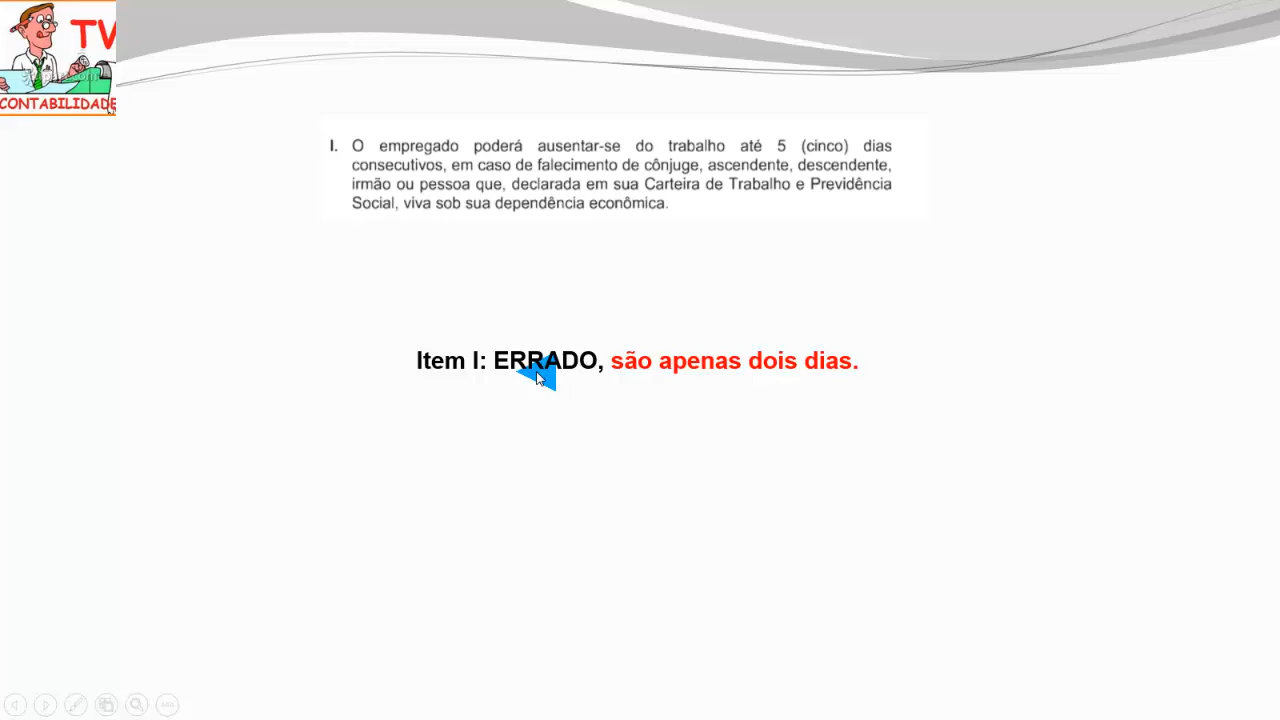 TV
CONTABILIDADE
I. O empregado poderá ausentar-se do trabalho até 5 (cinco) dias
consecutivos, em caso de falecimento de cônjuge, ascendente, descendente,
irmão ou pessoa que, declarada em sua Carteira de Trabalho e Previdência
Social, viva sob sua dependência econômica.
Item I: ERRADO, são apenas dois dias.